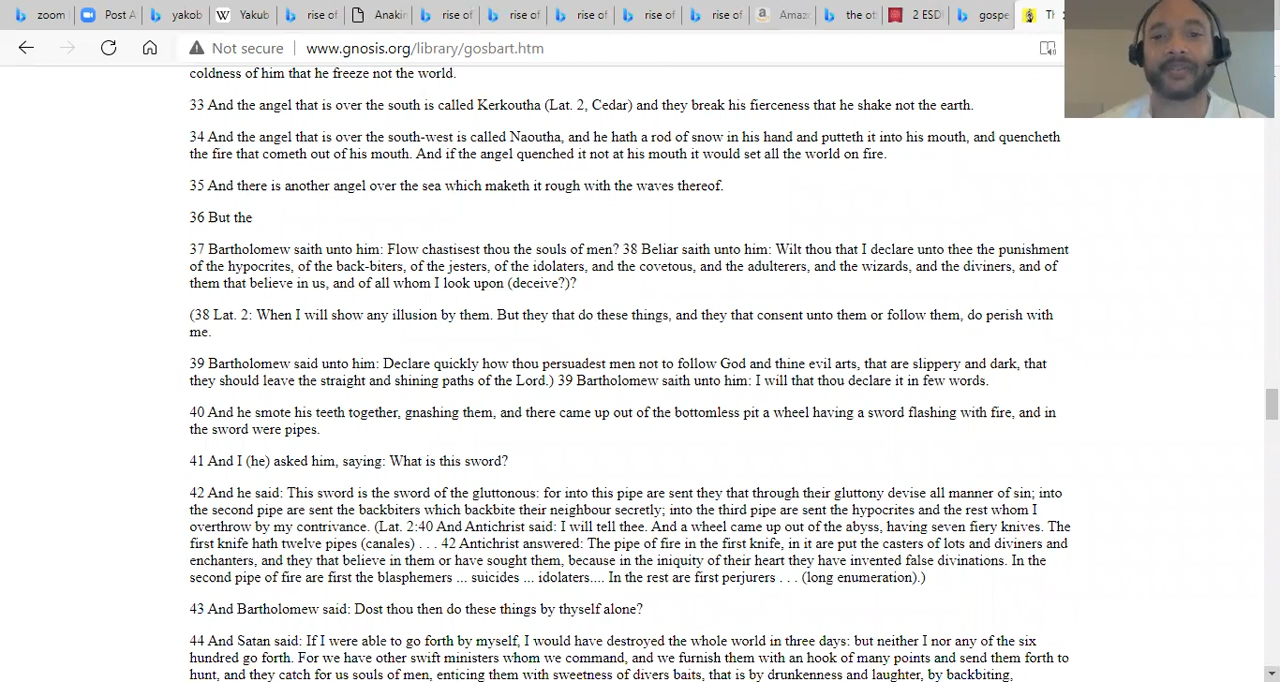 zoom
Post A
yakob
Yakub
rise of
Anakin
rise of
rise of
rise of
rise of
rise of
Amaz
the ot
2 ESD
gospe
Th
Not secure
www.gnosis.org/library/gosbart.htm
coldness of him that he freeze not the world.
33 And the angel that is over the south is called Kerkoutha (Lat. 2, Cedar) and they break his fierceness that he shake not the earth.
34 And the angel that is over the south-west is called Naoutha, and he hath a rod of snow in his hand and putteth it into his mouth, and quencheth
the fire that cometh out of his mouth. And if the angel quenched it not at his mouth it would set all the world on fire.
35 And there is another angel over the sea which maketh it rough with the waves thereof.
36 But the
37 Bartholomew saith unto him: Flow chastisest thou the souls of men? 38 Beliar saith unto him: Wilt thou that I declare unto thee the punishment
of the hypocrites, of the back-biters, of the jesters, of the idolaters, and the covetous, and the adulterers, and the wizards, and the diviners, and of
them that believe in us, and of all whom I look upon (deceive?)?
(38 Lat. 2: When I will show any illusion by them. But they that do these things, and they that consent unto them or follow them, do perish with
me.
39 Bartholomew said unto him: Declare quickly how thou persuadest men not to follow God and thine evil arts, that are slippery and dark, that
they should leave the straight and shining paths of the Lord.) 39 Bartholomew saith unto him: I will that thou declare it in few words.
40 And he smote his teeth together, gnashing them, and there came up out of the bottomless pit a wheel having a sword flashing with fire, and in
the sword were pipes.
41 And I (he) asked him, saying: What is this sword?
42 And he said: This sword is the sword of the gluttonous: for into this pipe are sent they that through their gluttony devise all manner of sin; into
the second pipe are sent the backbiters which backbite their neighbour secretly; into the third pipe are sent the hypocrites and the rest whom I
overthrow by my contrivance. (Lat. 2:40 And Antichrist said: I will tell thee. And a wheel came up out of the abyss, having seven fiery knives. The
first knife hath twelve pipes (canales) . . . 42 Antichrist answered: The pipe of fire in the first knife, in it are put the casters of lots and diviners and
enchanters, and they that believe in them or have sought them, because in the iniquity of their heart they have invented false divinations. In the
second pipe of fire are first the blasphemers ... suicides ... idolaters.... In the rest are first perjurers . . . (long enumeration).)
43 And Bartholomew said: Dost thou then do these things by thyself alone?
44 And Satan said: If I were able to go forth by myself, I would have destroyed the whole world in three days: but neither I nor any of the six
hundred go forth. For we have other swift ministers whom we command, and we furnish them with an hook of many points and send them forth to
hunt, and they catch for us souls of men, enticing them with sweetness of divers baits, that is by drunkenness and laughter, by backbiting,